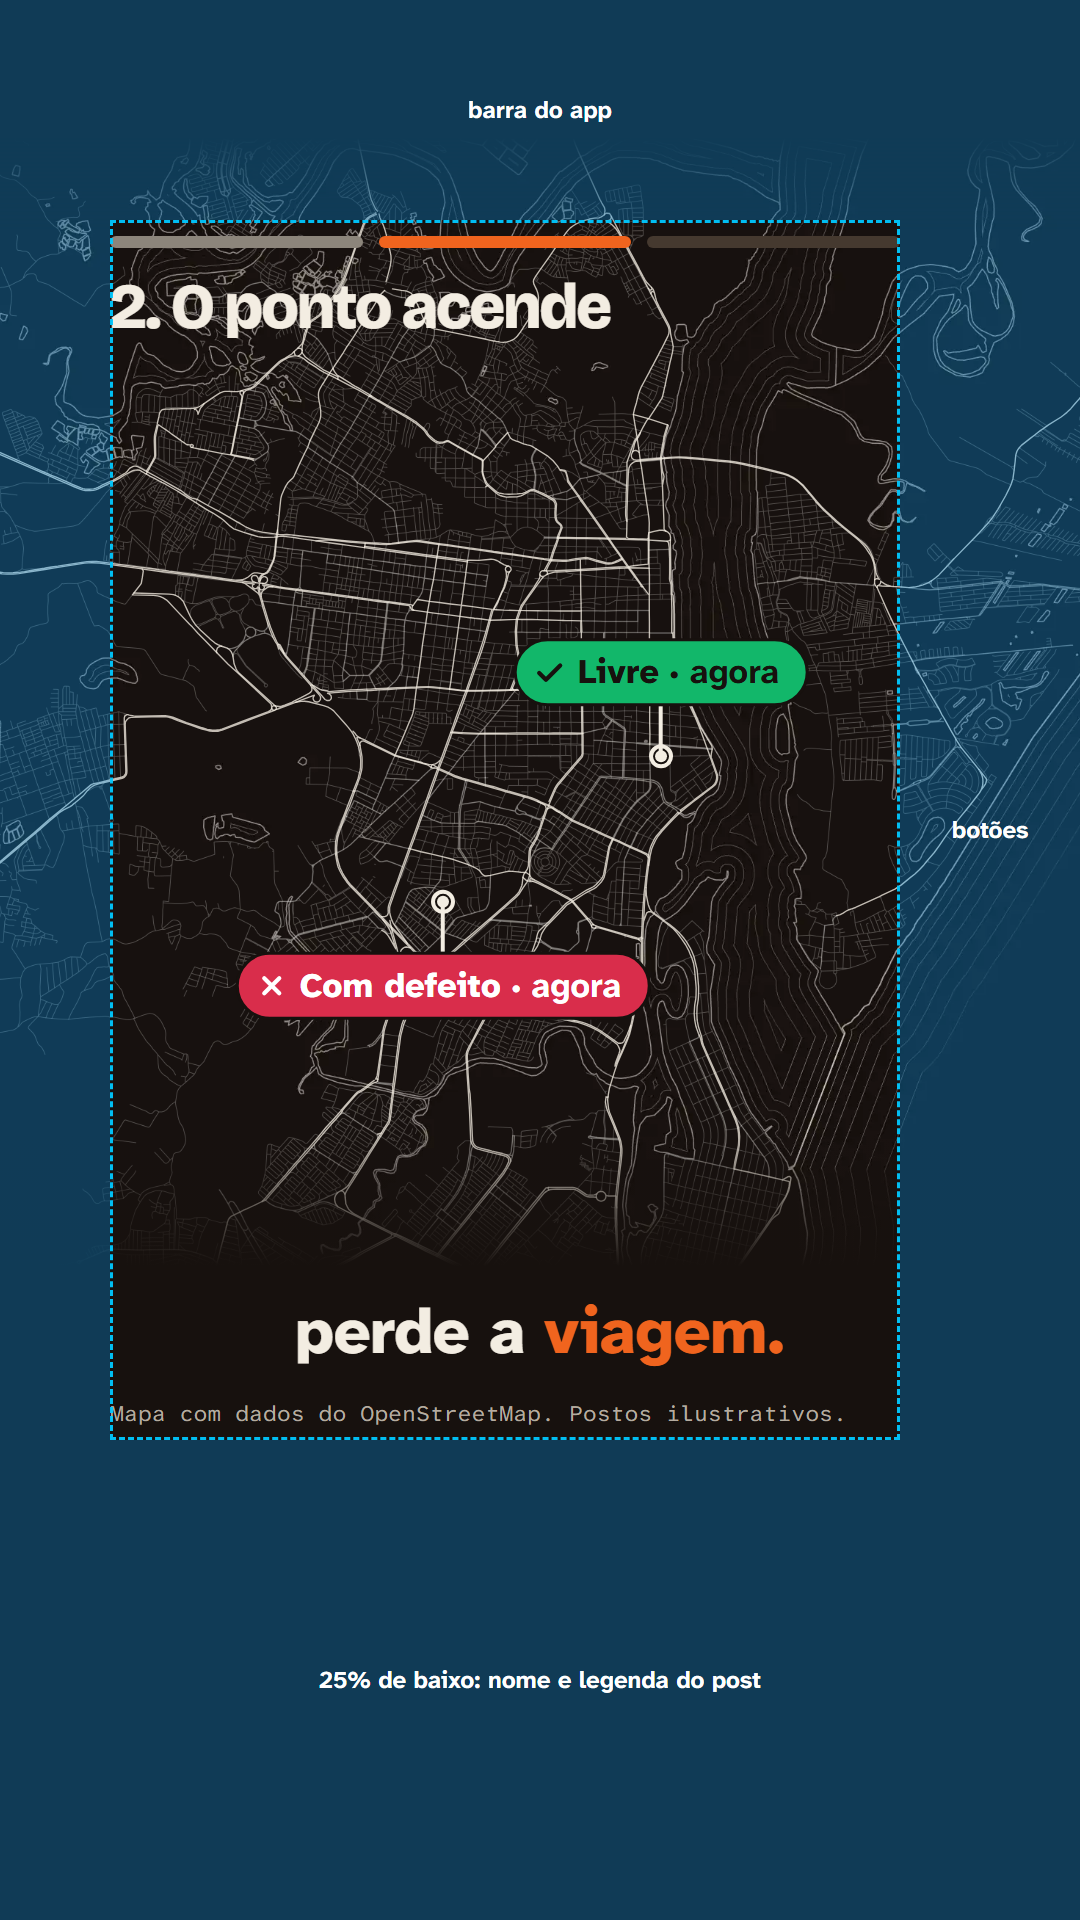 barra do app
2. O ponto acende
Livre · agora
botões
Com defeito · agora
perde a viagem.
Mapa com dados do OpenStreetMap. Postos ilustrativos.
25% de baixo: nome e legenda do post